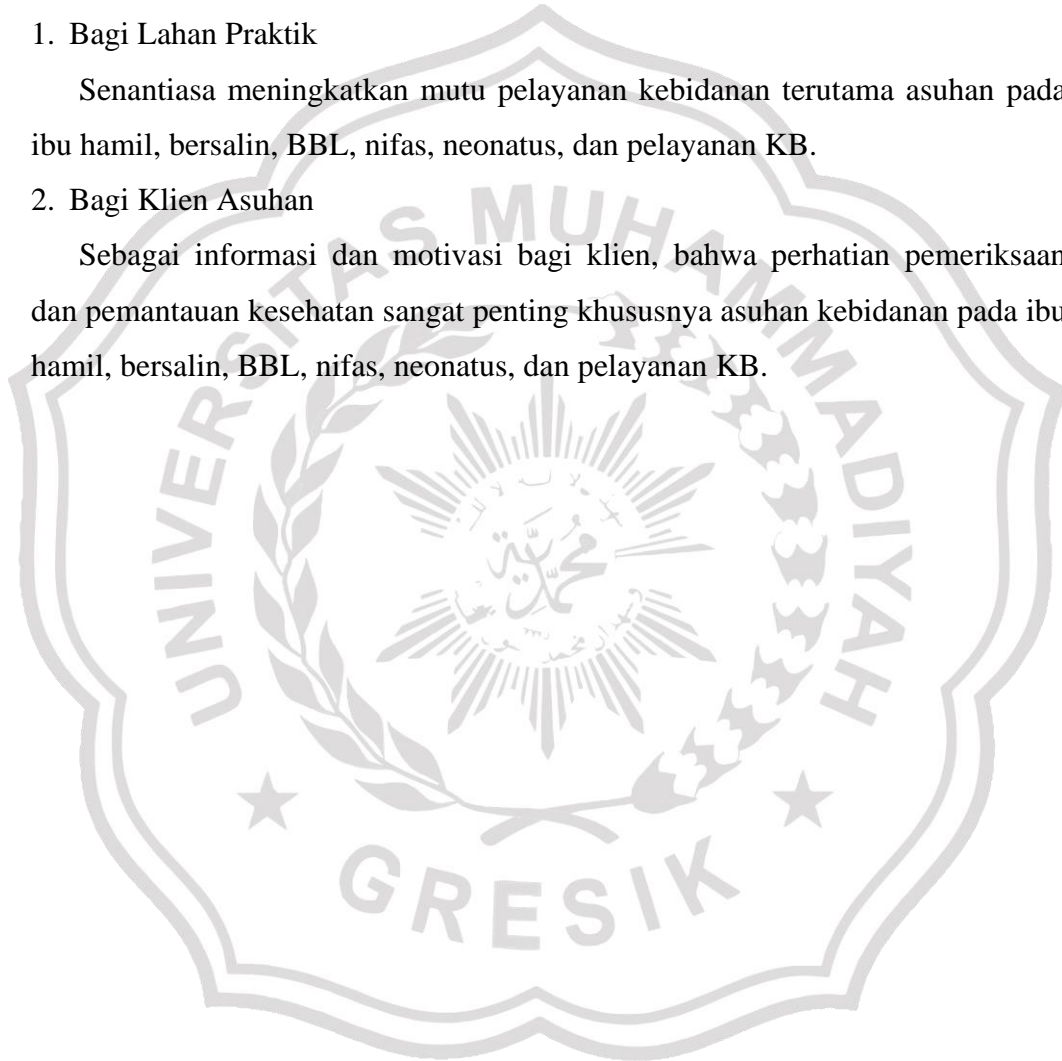 1. Bagi Lahan Praktik
Senantiasa meningkatkan mutu pelayanan kebidanan terutama asuhan pada
ibu hamil, bersalin, BBL, nifas, neonatus, dan pelayanan KB.
2. Bagi Klien Asuhan
Sebagai informasi dan motivasi bagi klien, bahwa perhatian pemeriksaan
dan pemantauan kesehatan sangat penting khususnya asuhan kebidanan pada ibu
hamil, bersalin, BBL, nifas, neonatus, dan pelayanan KB.
UNIVERSITAS MUHAMMADIYAH
محمد
GRESIK